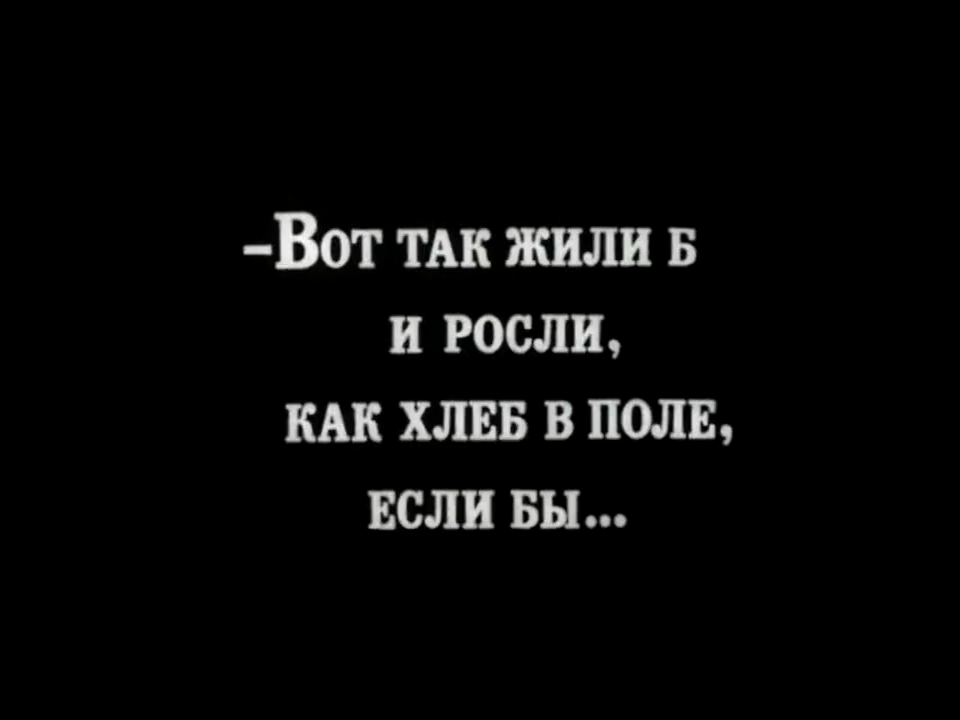 –Вот так жили б
и росли,
как хлеб в поле,
если бы...